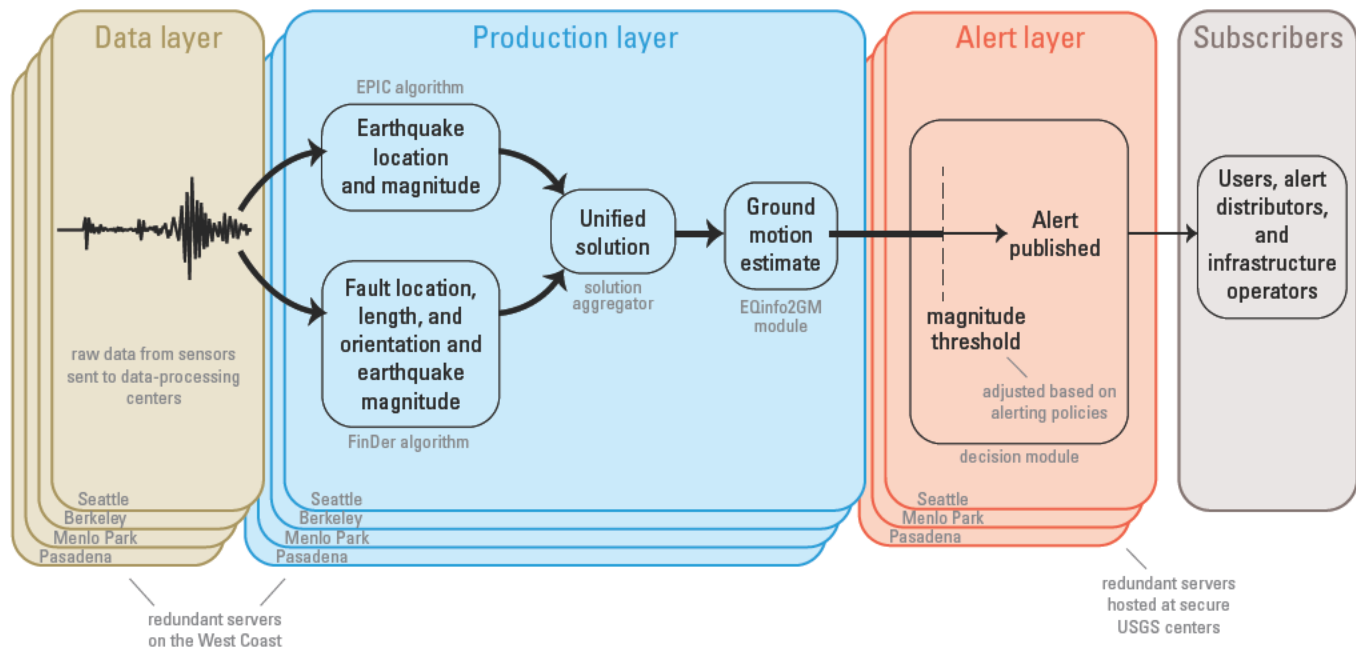 Data layer
raw data from sensors
sent to data-processing
centers
Seattle
Berkeley
Menlo Park
Pasadena
redundant servers
on the West Coast
Production layer
EPIC algorithm
Earthquake
location
and magnitude
Fault location,
length, and
orientation and
earthquake
magnitude
FinDer algorithm
Unified
solution
solution
aggregator
Ground
motion
estimate
EQinfo2GM
module
Seattle
Berkeley
Menlo Park
Pasadena
Alert layer
Alert
published
magnitude
threshold
adjusted based on
alerting policies
decision module
Seattle
Menlo Park
Pasadena
redundant servers
hosted at secure
USGS centers
Subscribers
Users, alert
distributors,
and
infrastructure
operators